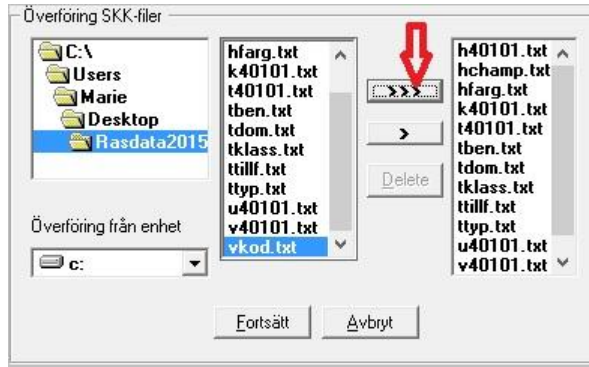 Överföring SKK-filer
C:\
Users
Marie
Desktop
Rasdata2015
Överföring från enhet
c:
hfarg.txt
k40101.txt
t40101.txt
tben.txt
tdom.txt
tklass.txt
ttillf.txt
ttyp.txt
u40101.txt
v40101.txt
vkod.txt
>>>
>
Delete
h40101.txt
hchamp.txt
hfarg.txt
k40101.txt
t40101.txt
tben.txt
tdom.txt
tklass.txt
ttillf.txt
ttyp.txt
u40101.txt
v40101.txt
Fortsätt
Avbryt